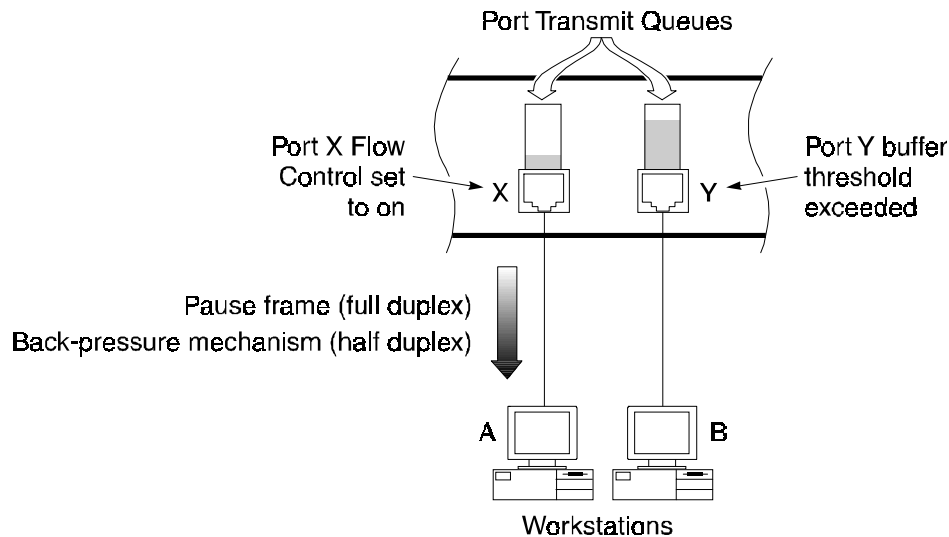 Port Transmit Queues
Port X Flow
Control set
to on
X
Y
Port Y buffer
threshold
exceeded
Pause frame (full duplex)
Back-pressure mechanism (half duplex)
A
B
Workstations